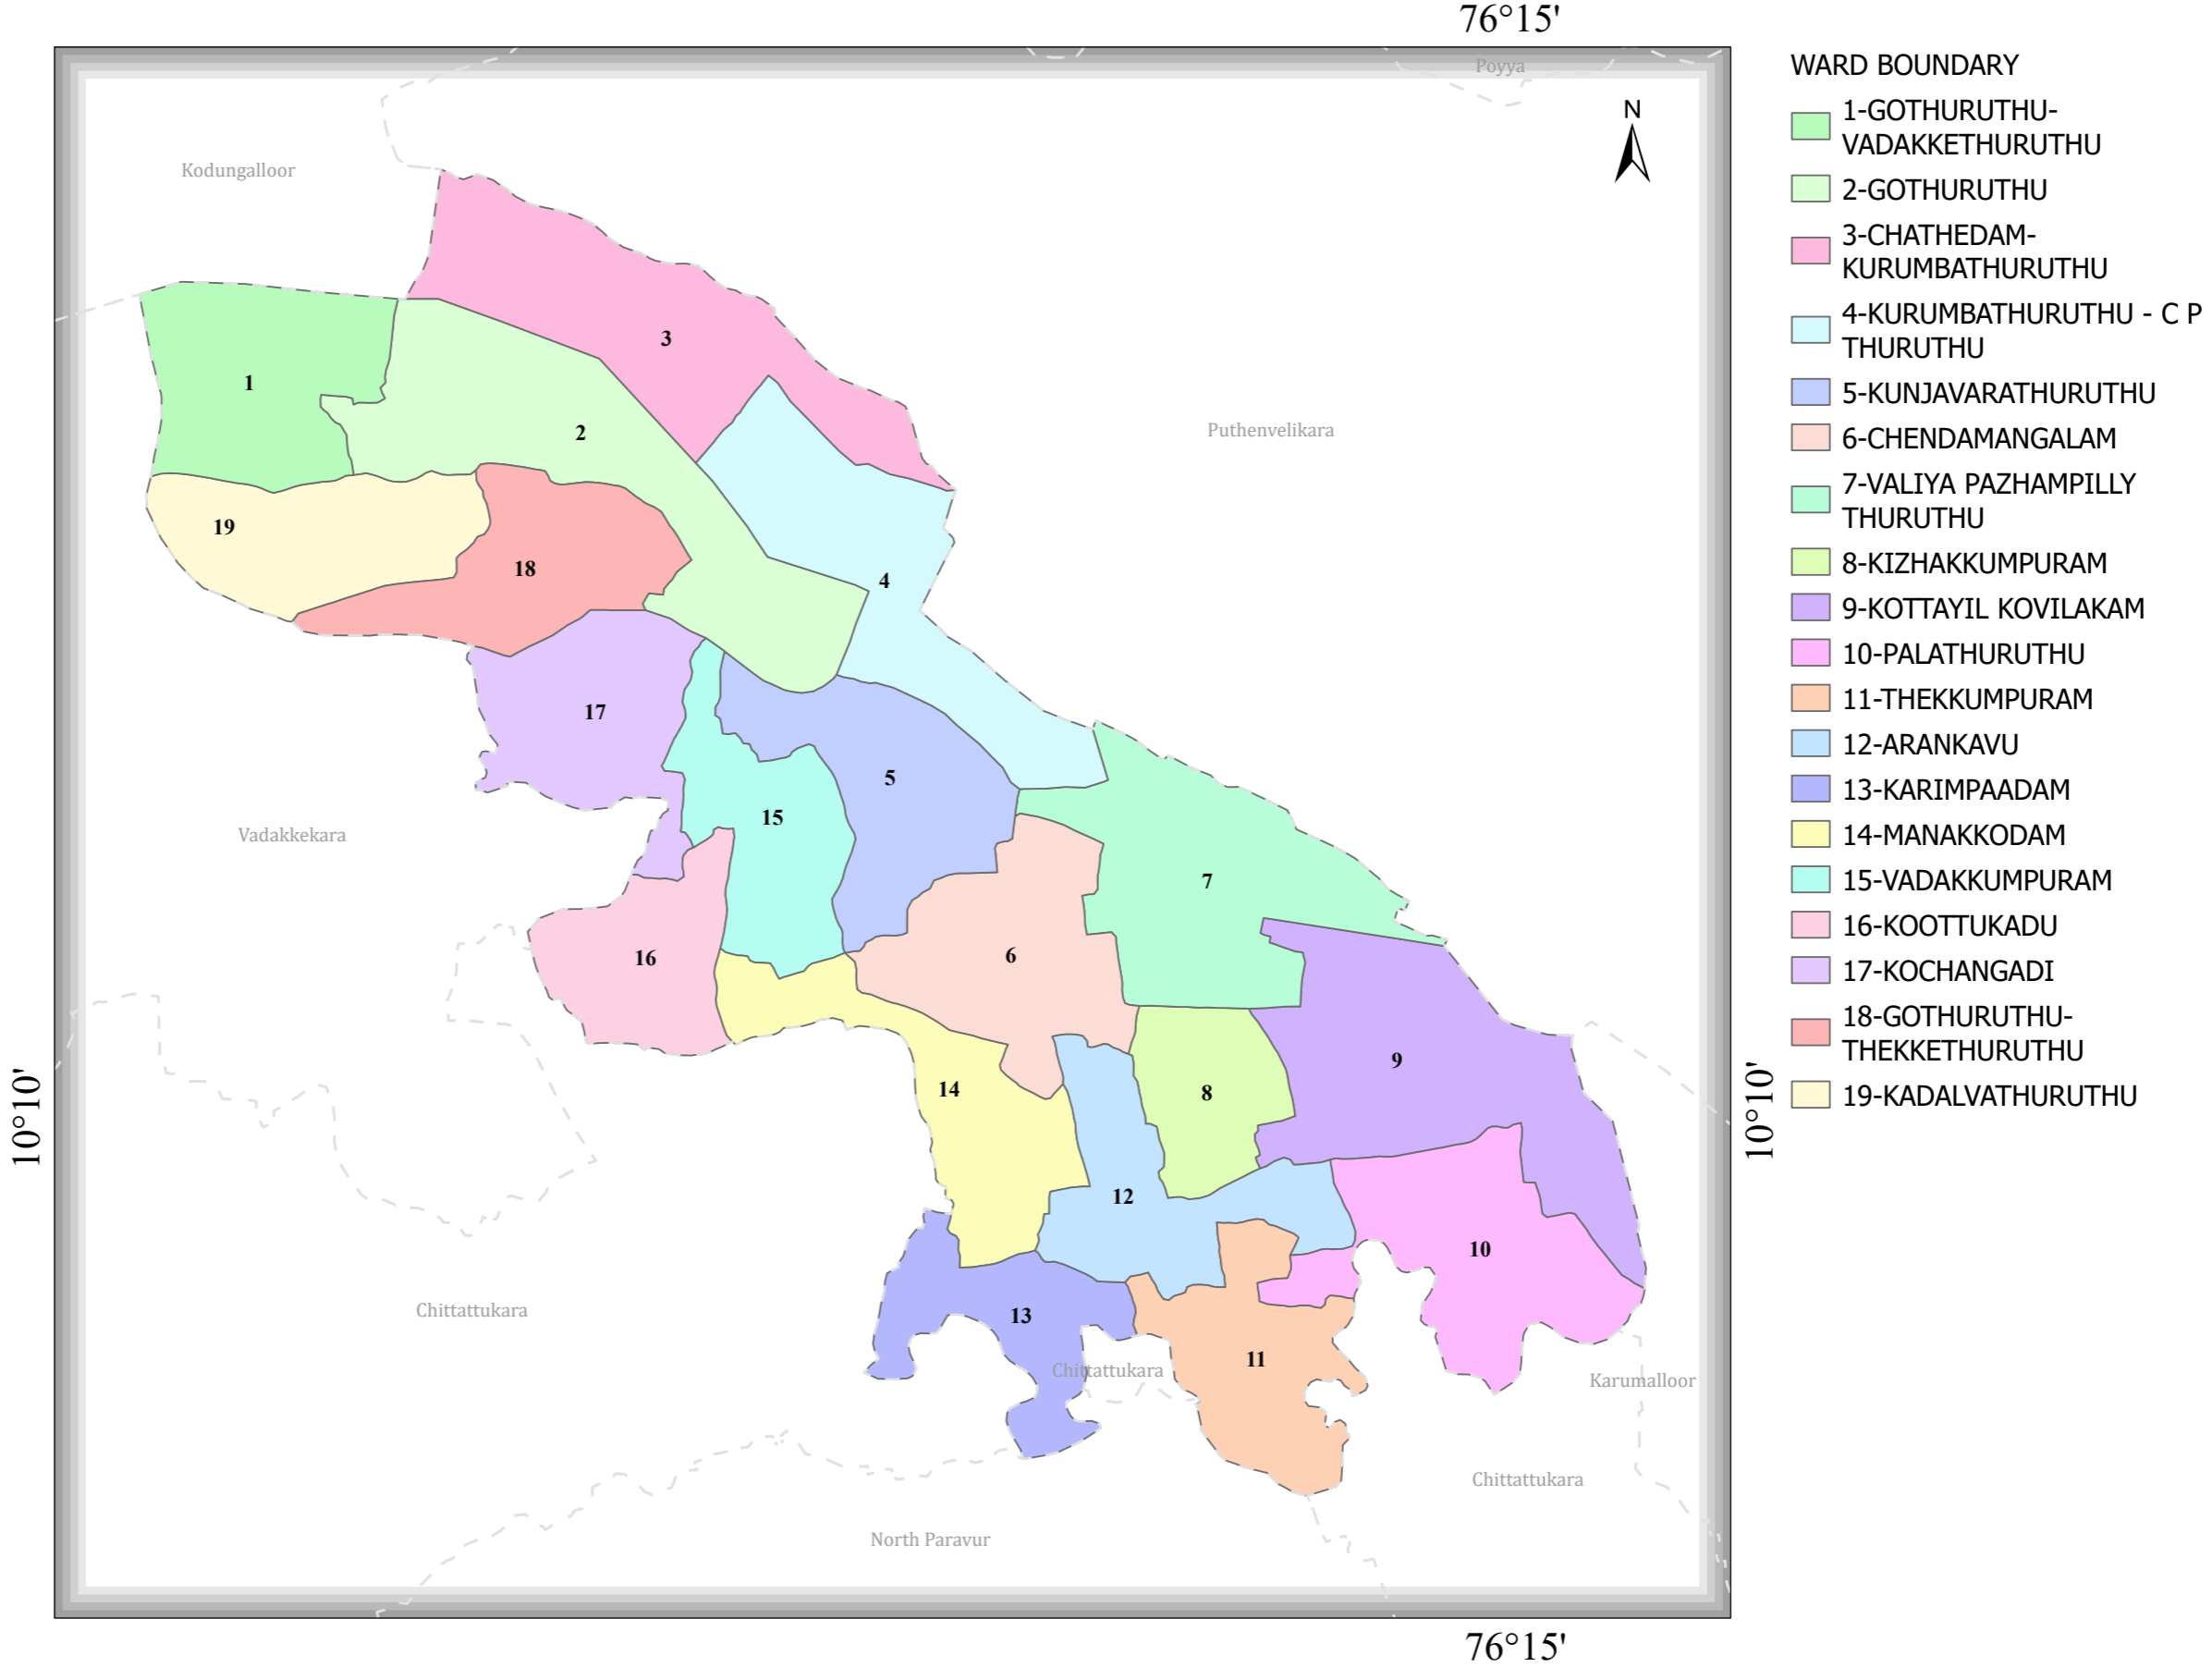 76°15'
WARD BOUNDARY
1-GOTHURUTHU-
VADAKKETHURUTHU
2-GOTHURUTHU
3-CHATHEDAM-
KURUMBATHURUTHU
4-KURUMBATHURUTHU - C P
THURUTHU
5-KUNJAVARATHURUTHU
6-CHENDAMANGALAM
7-VALIYA PAZHAMPILLY
THURUTHU
8-KIZHAKKUMPURAM
9-KOTTAYIL KOVILAKAM
10-PALATHURUTHU
11-THEKKUMPURAM
12-ARANKAVU
13-KARIMPAADAM
14-MANAKKODAM
15-VADAKKUMPURAM
16-KOOTTUKADU
17-KOCHANGADI
18-GOTHURUTHU-
THEKKETHURUTHU
19-KADALVATHURUTHU
Poyya
N
Kodungalloor
3
1
Puthenvelikara
2
19
18
4
17
5
15
Vadakkekara
7
6
16
9
14
8
10°10'
10°10'
12
10
Chittattukara
13
11
Chittattukara
Karumalloor
Chittattukara
North Paravur
76°15'